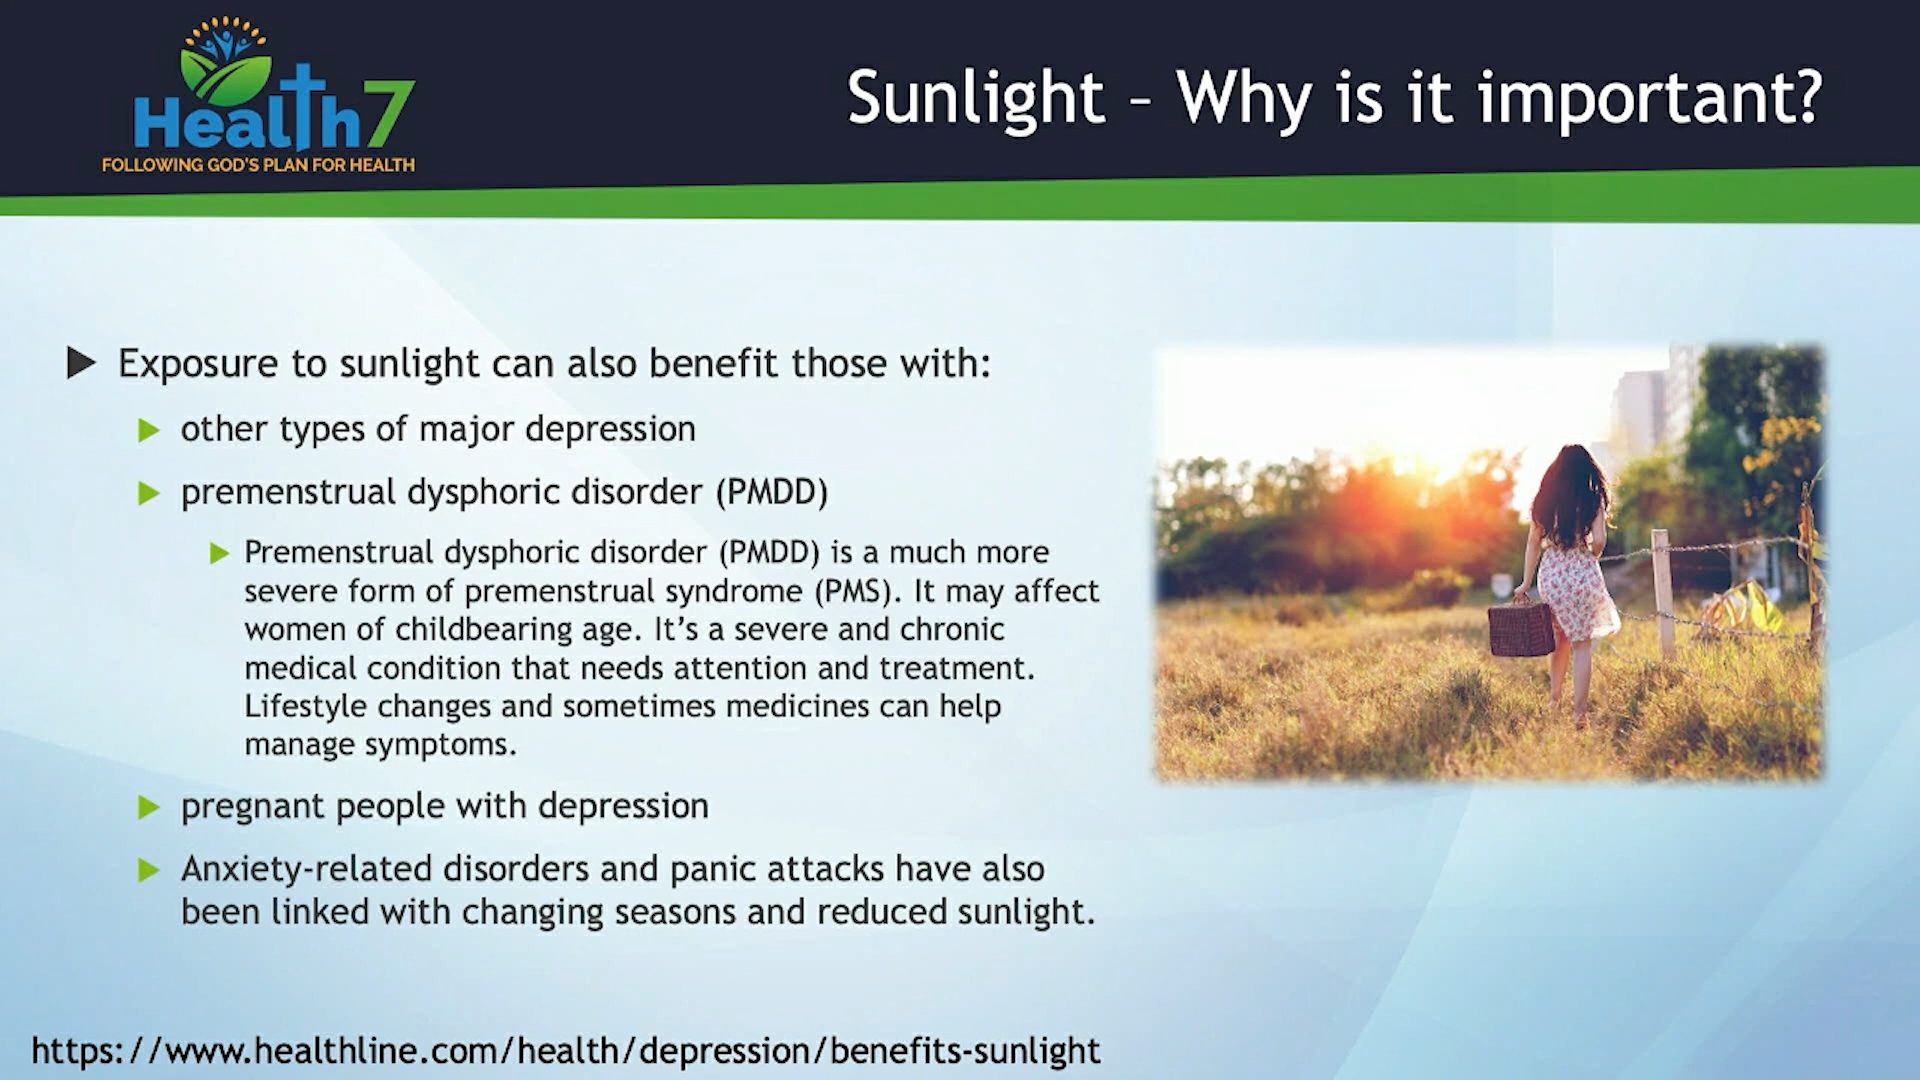 Health7
FOLLOWING GOD'S PLAN FOR HEALTH
Sunlight – Why is it important?
Exposure to sunlight can also benefit those with:
other types of major depression
premenstrual dysphoric disorder (PMDD)
Premenstrual dysphoric disorder (PMDD) is a much more
severe form of premenstrual syndrome (PMS). It may affect
women of childbearing age. It’s a severe and chronic
medical condition that needs attention and treatment.
Lifestyle changes and sometimes medicines can help
manage symptoms.
pregnant people with depression
Anxiety-related disorders and panic attacks have also
been linked with changing seasons and reduced sunlight.
https://www.healthline.com/health/depression/benefits-sunlight